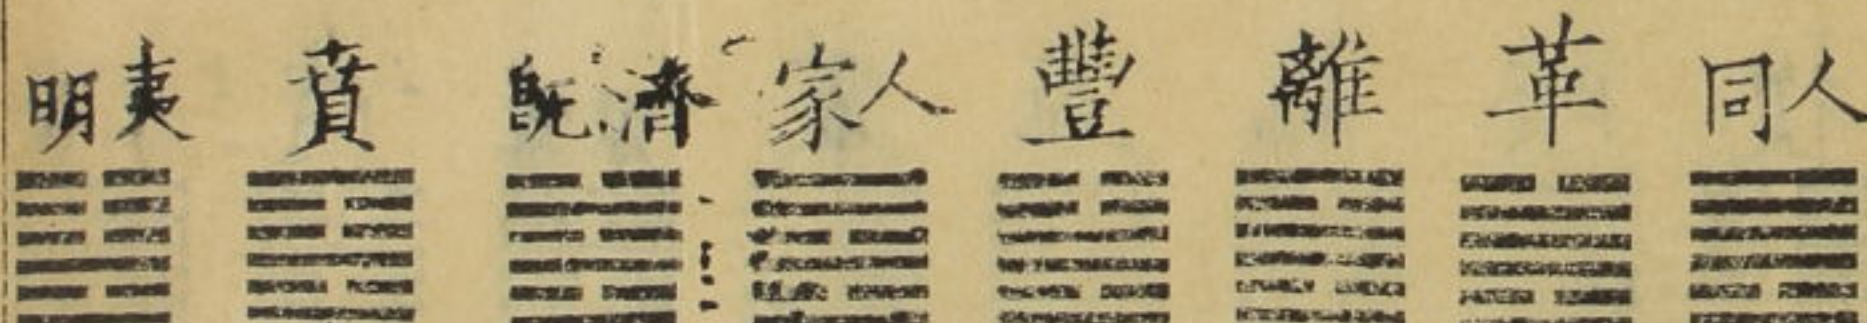 明夷 賁 既濟 家人 豐 離 革 同人